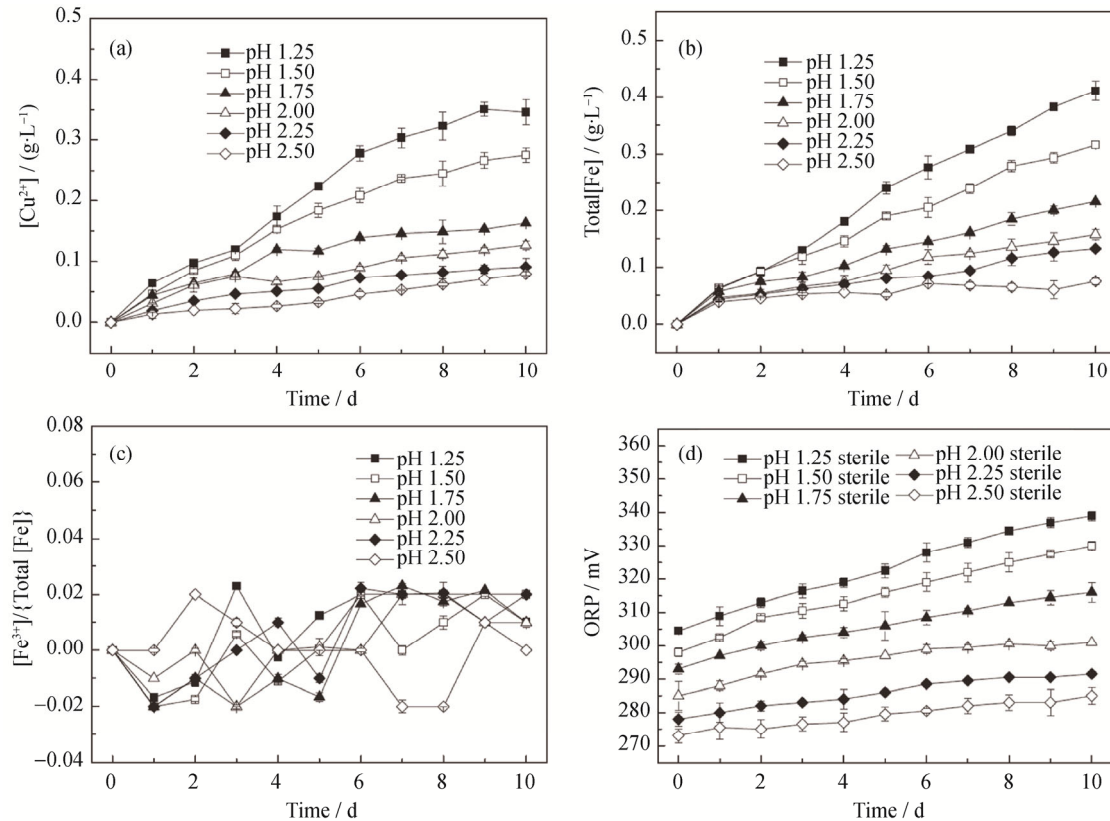 (a)
0.5
0.4
0.3
0.2
0.1
0.0
[Cu²⁺] / (g·L⁻¹)
pH 1.25
pH 1.50
pH 1.75
pH 2.00
pH 2.25
pH 2.50
0 2 4 6 8 10
Time / d
(b)
0.5
0.4
0.3
0.2
0.1
0.0
Total[Fe] / (g·L⁻¹)
pH 1.25
pH 1.50
pH 1.75
pH 2.00
pH 2.25
pH 2.50
0 2 4 6 8 10
Time / d
(c)
0.08
0.06
0.04
0.02
0.00
−0.02
−0.04
[Fe³⁺]/{Total [Fe]}
pH 1.25
pH 1.50
pH 1.75
pH 2.00
pH 2.25
pH 2.50
0 2 4 6 8 10
Time / d
(d)
360
350
340
330
320
310
300
290
280
270
ORP / mV
pH 1.25 sterile
pH 1.50 sterile
pH 1.75 sterile
pH 2.00 sterile
pH 2.25 sterile
pH 2.50 sterile
0 2 4 6 8 10
Time / d